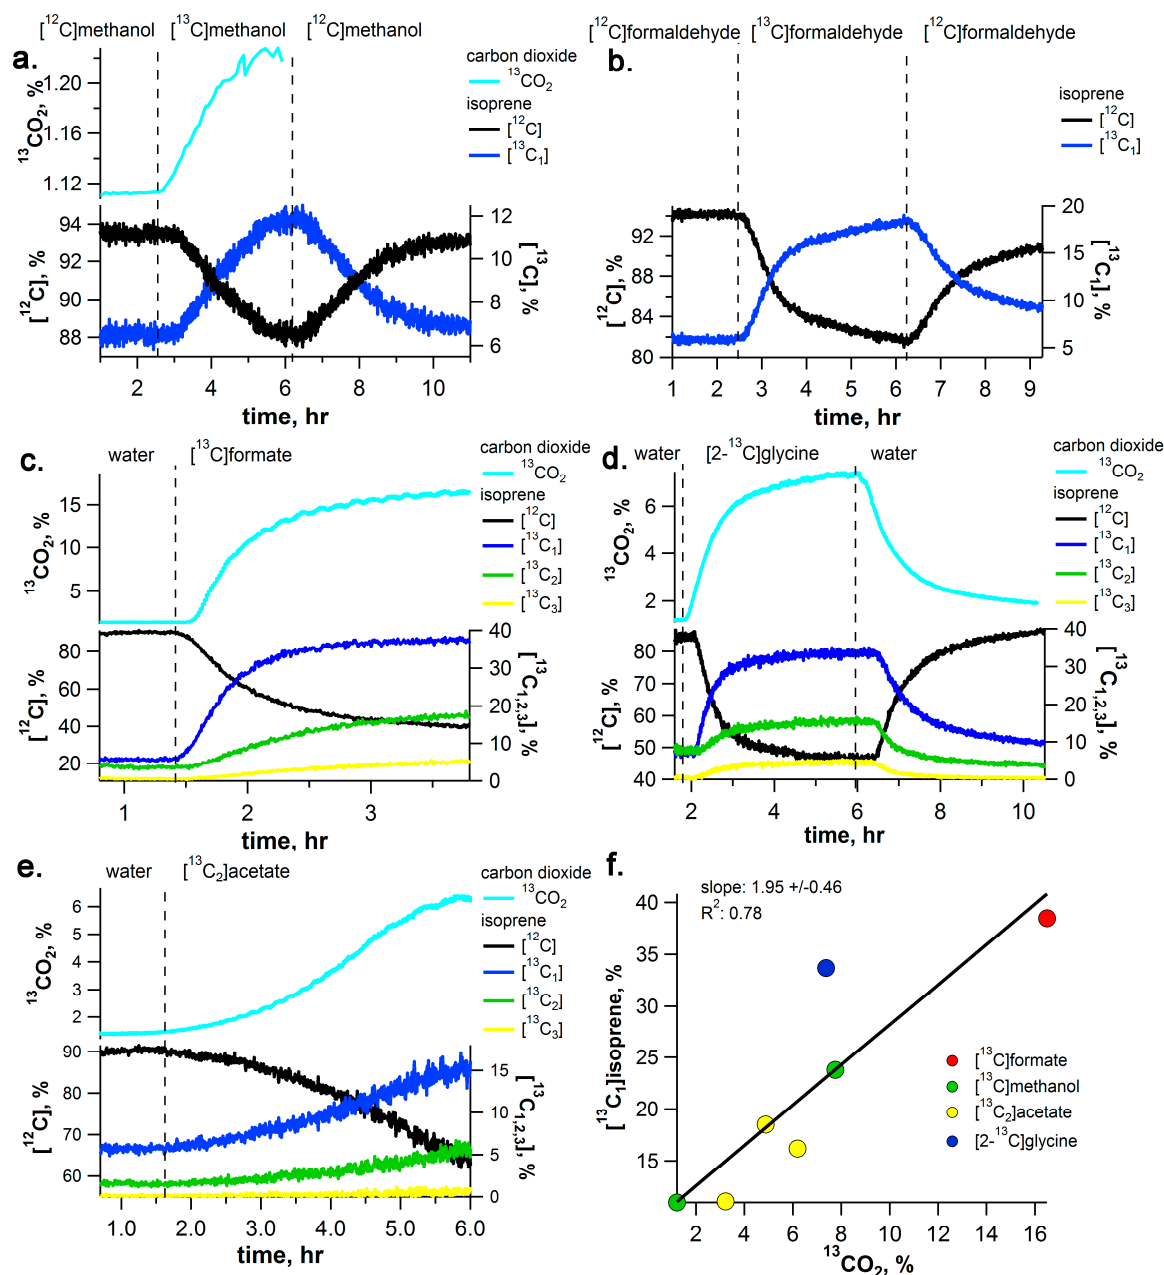 [¹²C]methanol [¹³C]methanol [¹²C]methanol
a.
carbon dioxide
¹³CO₂
isoprene
[¹²C]
[¹³C₁]
¹³CO₂, %
1.20
1.16
1.12
[¹²C], %
94
92
90
88
[¹³C], %
12
10
8
6
2 4 6 8 10
time, hr
[¹²C]formaldehyde [¹³C]formaldehyde [¹²C]formaldehyde
b.
isoprene
[¹²C]
[¹³C₁]
[¹²C], %
92
88
84
80
[¹³C₁], %
20
15
10
5
1 2 3 4 5 6 7 8 9
time, hr
c.
water [¹³C]formate
carbon dioxide
¹³CO₂
isoprene
[¹²C]
[¹³C₁]
[¹³C₂]
[¹³C₃]
¹³CO₂, %
15
10
5
[¹²C], %
80
60
40
20
[¹³C₁,₂,₃], %
40
30
20
10
0
1 2 3
time, hr
d.
water [2-¹³C]glycine water
carbon dioxide
¹³CO₂
isoprene
[¹²C]
[¹³C₁]
[¹³C₂]
[¹³C₃]
¹³CO₂, %
6
4
2
[¹²C], %
80
70
60
50
40
[¹³C₁,₂,₃], %
40
30
20
10
0
2 4 6 8 10
time, hr
e.
water [¹³C₂]acetate
carbon dioxide
¹³CO₂
isoprene
[¹²C]
[¹³C₁]
[¹³C₂]
[¹³C₃]
¹³CO₂, %
6
5
4
3
2
[¹²C], %
90
80
70
60
[¹³C₁,₂,₃], %
15
10
5
0
1.0 2.0 3.0 4.0 5.0 6.0
time, hr
f.
slope: 1.95 +/-0.46
R²: 0.78
[¹³C₁]isoprene, %
40
35
30
25
20
15
[¹³C]formate
[¹³C]methanol
[¹³C₂]acetate
[2-¹³C]glycine
2 4 6 8 10 12 14 16
¹³CO₂, %